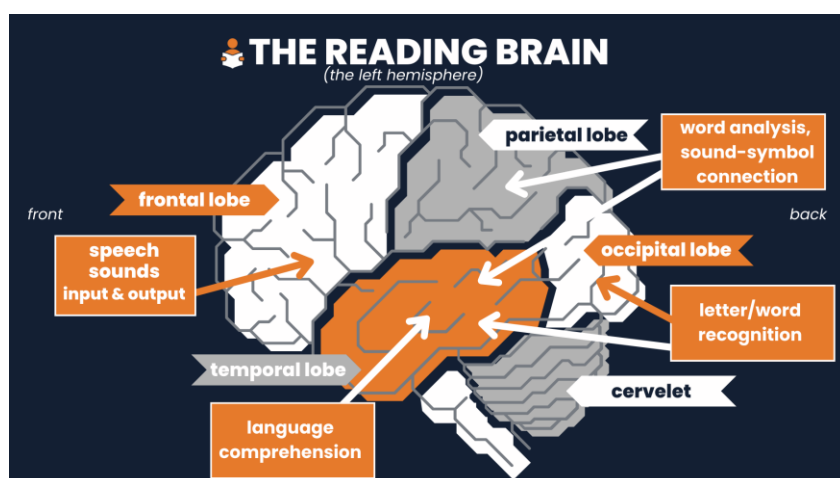 THE READING BRAIN
(the left hemisphere)
parietal lobe
word analysis,
sound-symbol
connection
frontal lobe
front
back
speech
sounds
input & output
occipital lobe
letter/word
recognition
temporal lobe
cervelet
language
comprehension